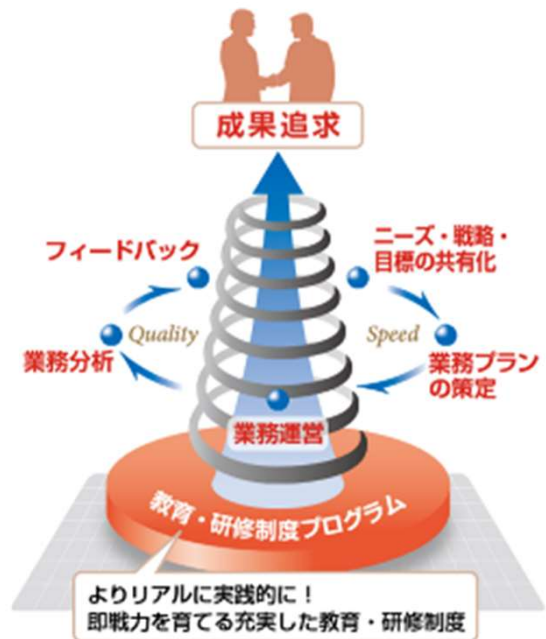 成果追求
フィードバック
ニーズ・戦略・
目標の共有化
Quality
Speed
業務分析
業務プラン
の策定
業務運営
教育・研修制度プログラム
よりリアルに実践的に！
即戦力を育てる充実した教育・研修制度